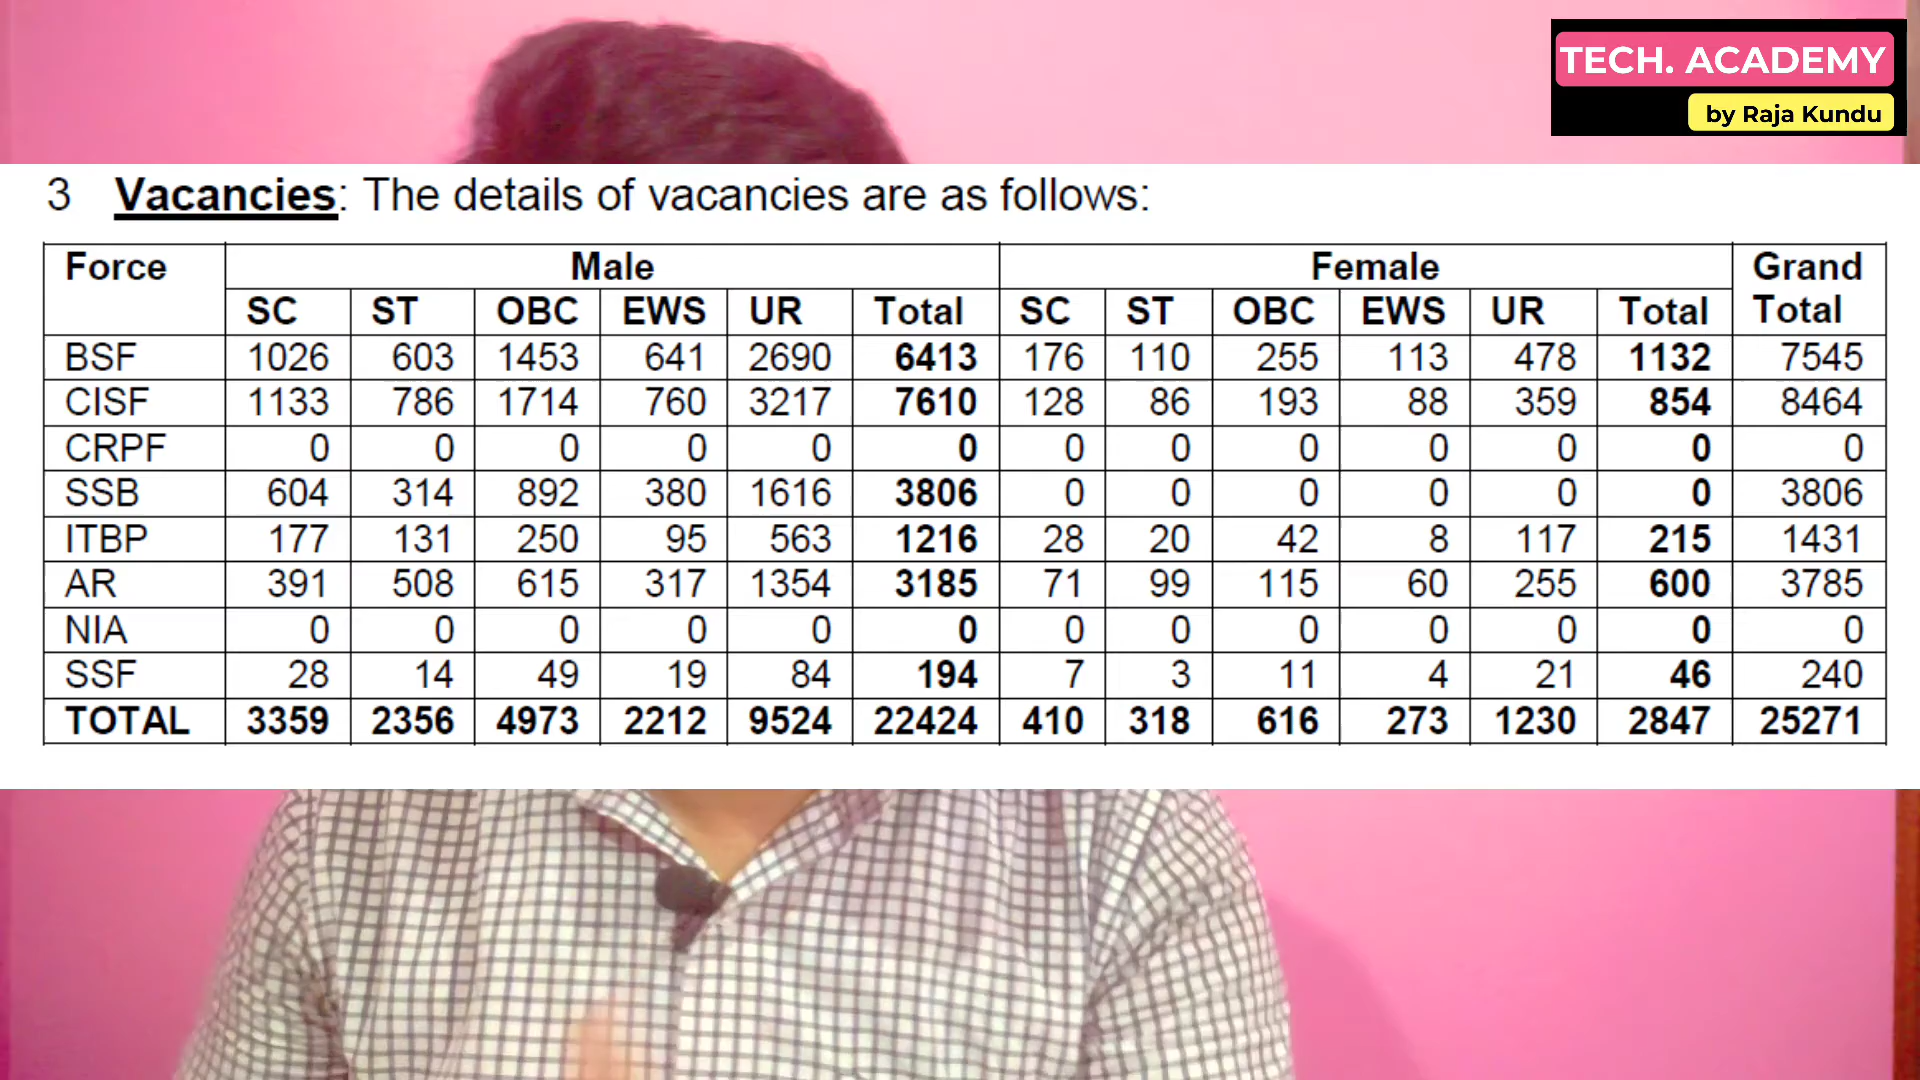 TECH. ACADEMY
by Raja Kundu
3 Vacancies: The details of vacancies are as follows:
Force Male Female Grand Total
SC ST OBC EWS UR Total SC ST OBC EWS UR Total
BSF 1026 603 1453 641 2690 6413 176 110 255 113 478 1132 7545
CISF 1133 786 1714 760 3217 7610 128 86 193 88 359 854 8464
CRPF 0 0 0 0 0 0 0 0 0 0 0 0 0
SSB 604 314 892 380 1616 3806 0 0 0 0 0 0 3806
ITBP 177 131 250 95 563 1216 28 20 42 8 117 215 1431
AR 391 508 615 317 1354 3185 71 99 115 60 255 600 3785
NIA 0 0 0 0 0 0 0 0 0 0 0 0 0
SSF 28 14 49 19 84 194 7 3 11 4 21 46 240
TOTAL 3359 2356 4973 2212 9524 22424 410 318 616 273 1230 2847 25271